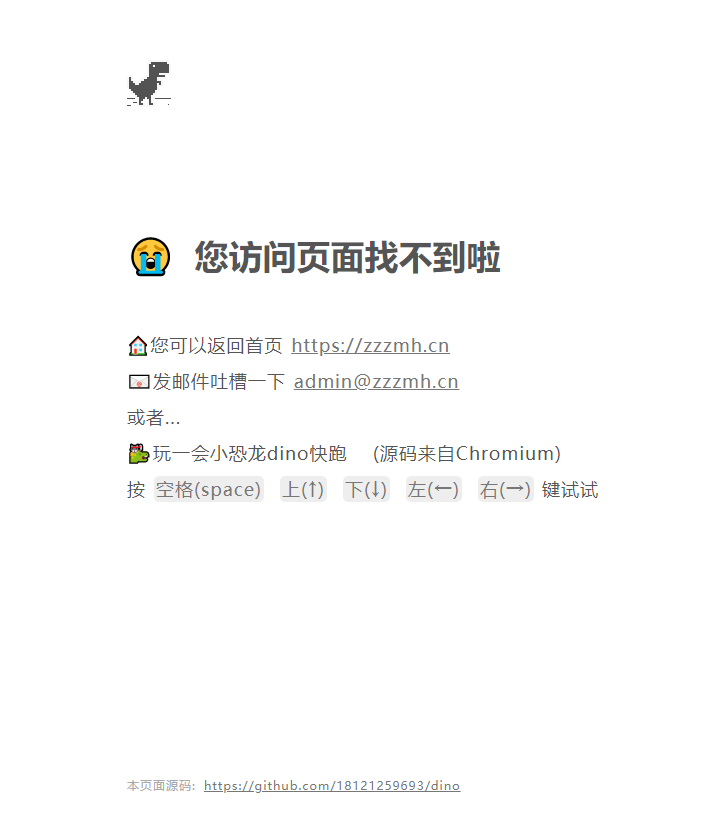 您访问页面找不到啦
您可以返回首页 https://zzzmh.cn
发邮件吐槽一下 admin@zzzmh.cn
或者...
玩一会小恐龙dino快跑 (源码来自Chromium)
按 空格(space) 上(↑) 下(↓) 左(←) 右(→) 键试试
本页面源码: https://github.com/18121259693/dino